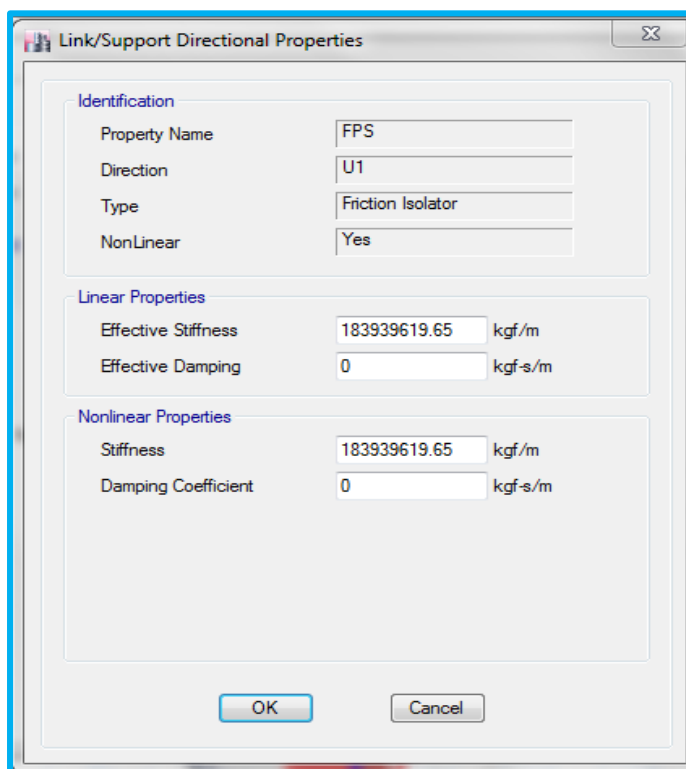 Link/Support Directional Properties
Identification
Property Name FPS
Direction U1
Type Friction Isolator
NonLinear Yes
Linear Properties
Effective Stiffness 183939619.65 kgf/m
Effective Damping 0 kgf-s/m
Nonlinear Properties
Stiffness 183939619.65 kgf/m
Damping Coefficient 0 kgf-s/m
OK Cancel